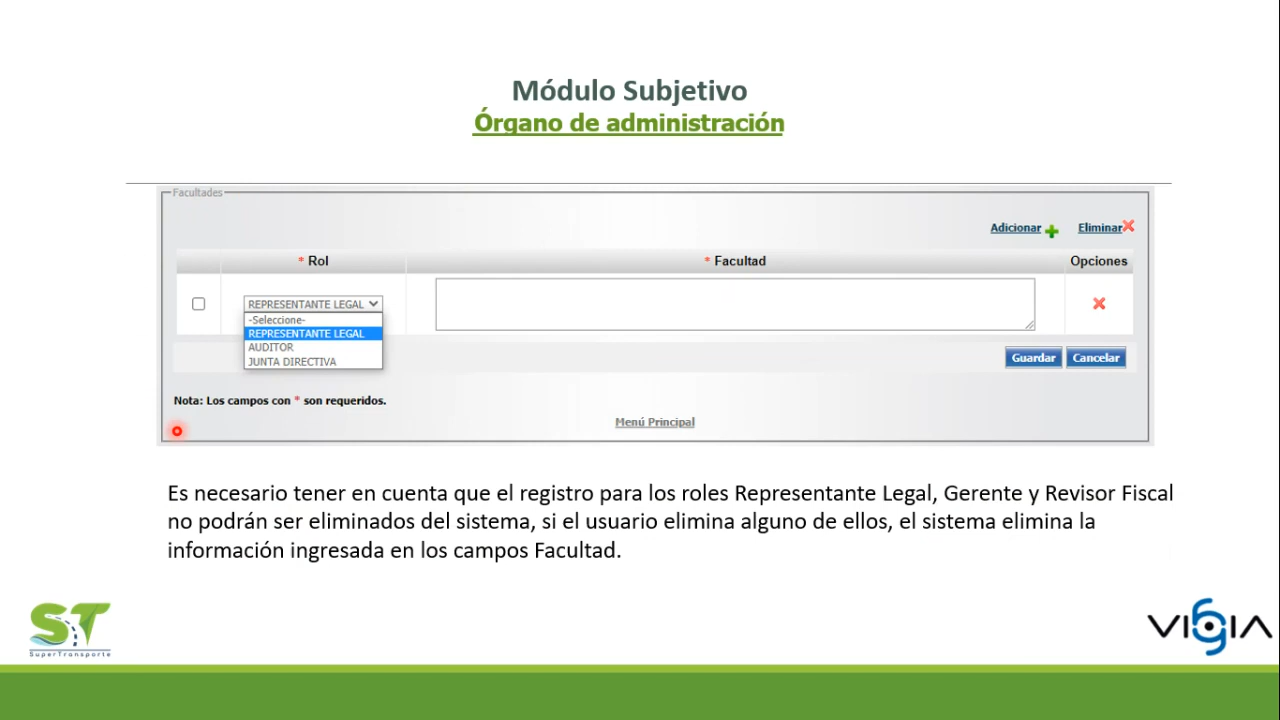 Módulo Subjetivo
Órgano de administración
Facultades
Adicionar Eliminar
* Rol * Facultad Opciones
REPRESENTANTE LEGAL
-Seleccione-
REPRESENTANTE LEGAL
AUDITOR
JUNTA DIRECTIVA
Guardar Cancelar
Nota: Los campos con * son requeridos.
Menú Principal
Es necesario tener en cuenta que el registro para los roles Representante Legal, Gerente y Revisor Fiscal
no podrán ser eliminados del sistema, si el usuario elimina alguno de ellos, el sistema elimina la
información ingresada en los campos Facultad.
ST
SuperTransporte
VIGIA